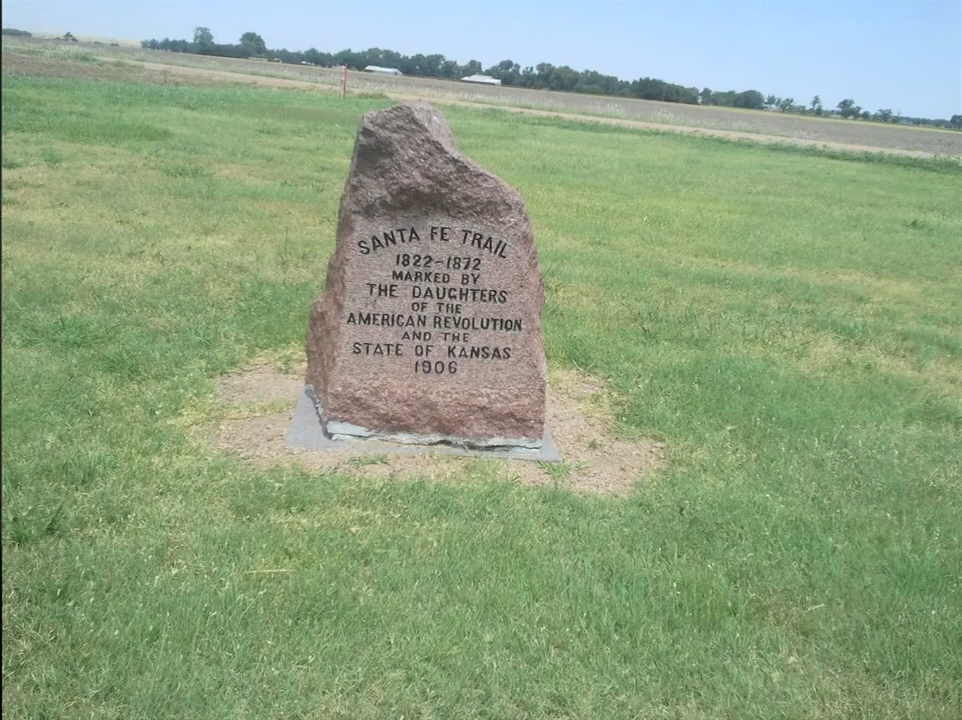 SANTA FE TRAIL
1822-1872
MARKED BY
THE DAUGHTERS
OF THE
AMERICAN REVOLUTION
AND THE
STATE OF KANSAS
1906